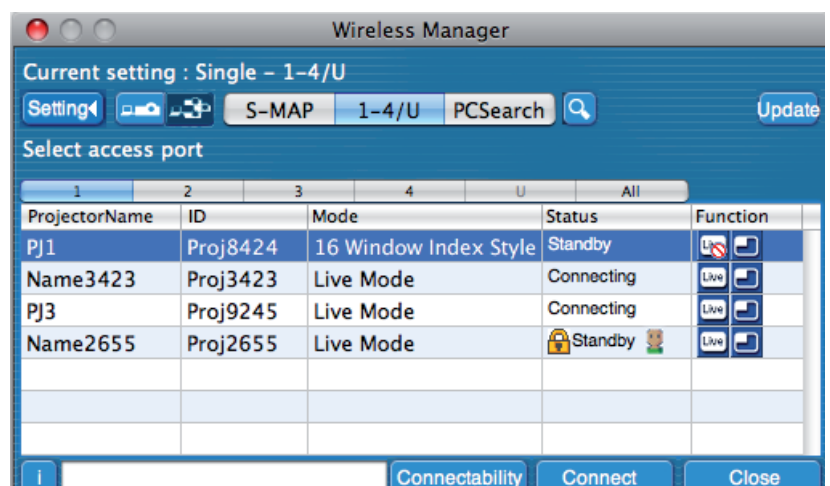 Wireless Manager
Current setting : Single – 1–4/U
Setting S–MAP 1–4/U PCSearch Update
Select access port
1 2 3 4 U All
ProjectorName ID Mode Status Function
PJ1 Proj8424 16 Window Index Style Standby Live
Name3423 Proj3423 Live Mode Connecting Live
PJ3 Proj9245 Live Mode Connecting Live
Name2655 Proj2655 Live Mode Standby Live
i Connectability Connect Close